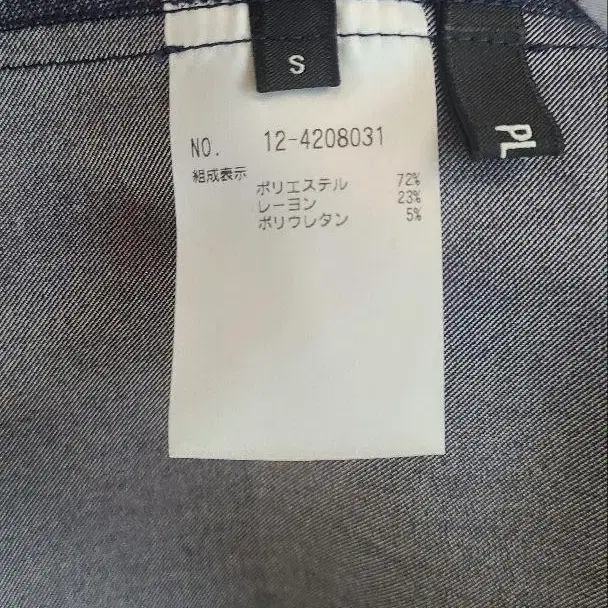 S
PL
NO. 12-4208031
組成表示
ポリエステル 72%
レーヨン 23%
ポリウレタン 5%